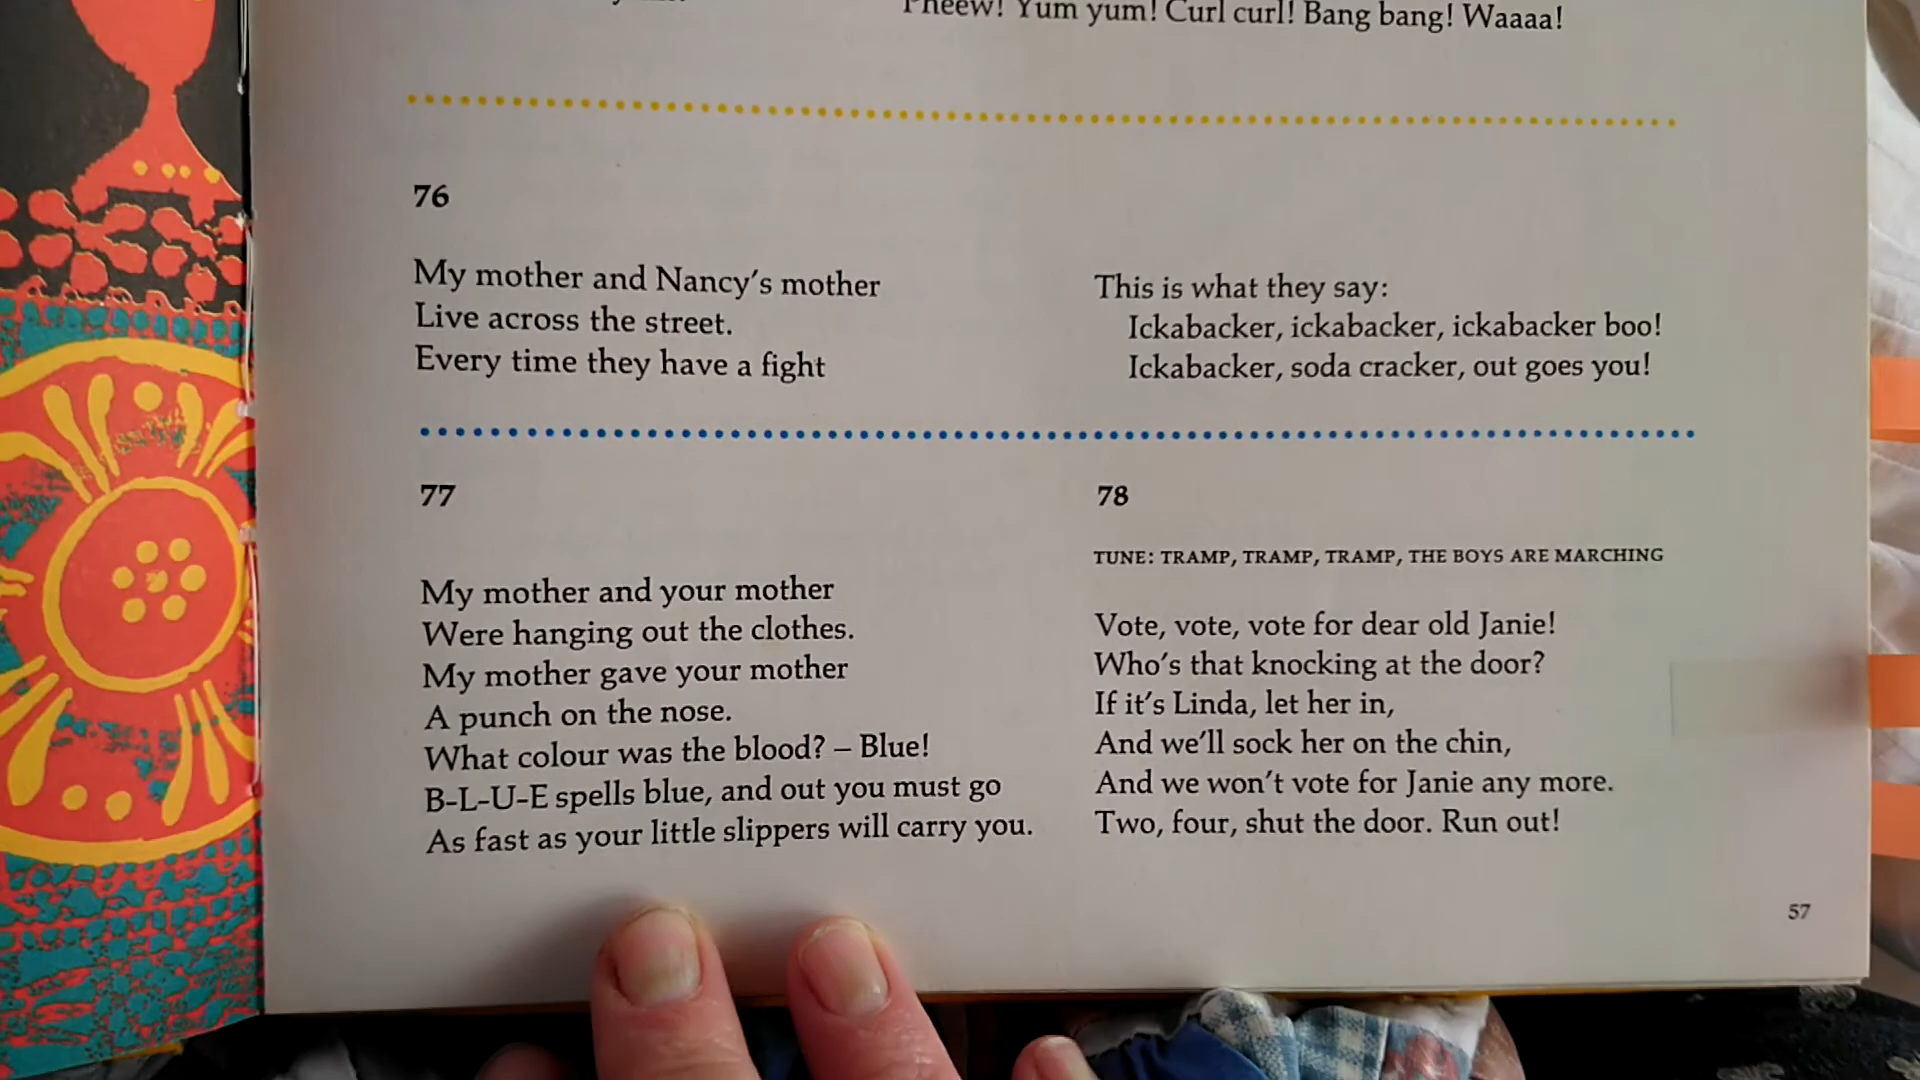 Pheew! Yum yum! Curl curl! Bang bang! Waaaa!
76
My mother and Nancy's mother
Live across the street.
Every time they have a fight
This is what they say:
Ickabacker, ickabacker, ickabacker boo!
Ickabacker, soda cracker, out goes you!
77
My mother and your mother
Were hanging out the clothes.
My mother gave your mother
A punch on the nose.
What colour was the blood? – Blue!
B-L-U-E spells blue, and out you must go
As fast as your little slippers will carry you.
78
TUNE: TRAMP, TRAMP, TRAMP, THE BOYS ARE MARCHING
Vote, vote, vote for dear old Janie!
Who's that knocking at the door?
If it's Linda, let her in,
And we'll sock her on the chin,
And we won't vote for Janie any more.
Two, four, shut the door. Run out!
57